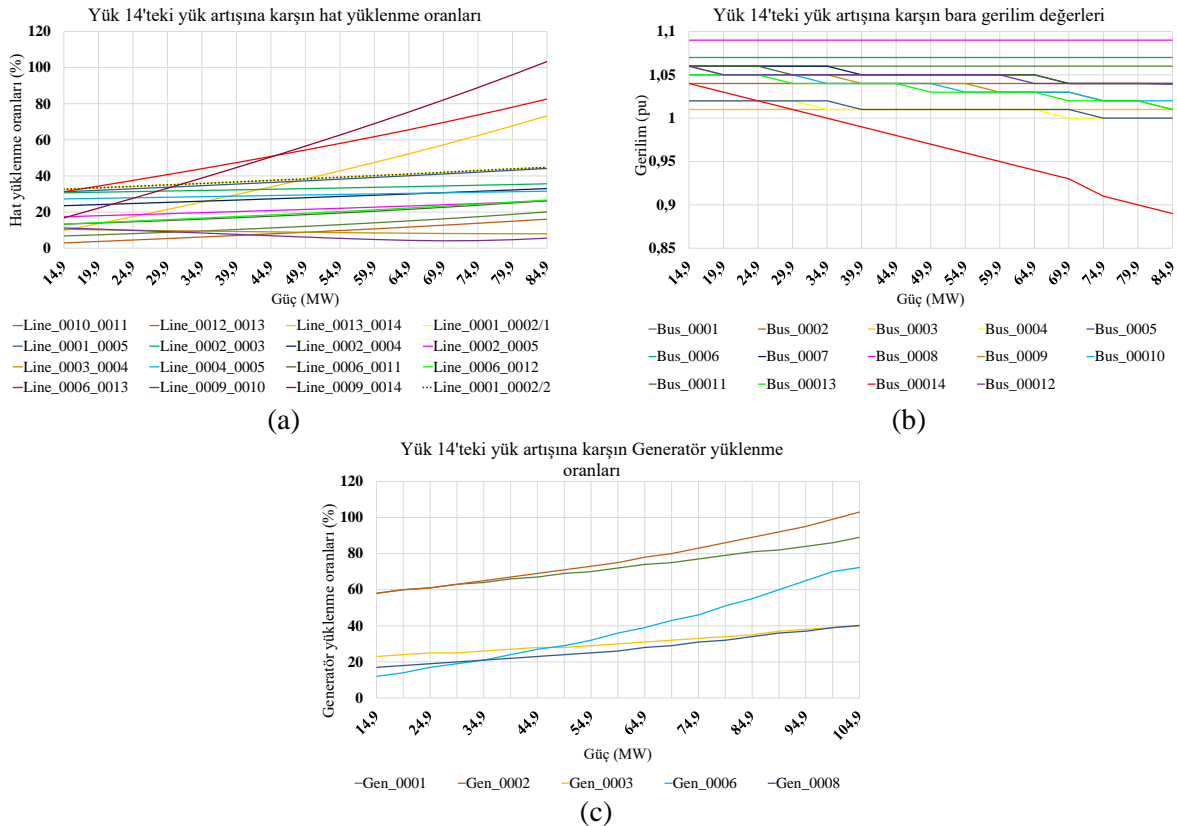 Yük 14'teki yük artışına karşın hat yüklenme oranları
Hat yüklenme oranları (%)
120
100
80
60
40
20
0
14,9 19,9 24,9 29,9 34,9 39,9 44,9 49,9 54,9 59,9 64,9 69,9 74,9 79,9 84,9
Güç (MW)
Line_0010_0011 Line_0012_0013 Line_0013_0014 Line_0001_0002/1
Line_0001_0005 Line_0002_0003 Line_0002_0004 Line_0002_0005
Line_0003_0004 Line_0004_0005 Line_0006_0011 Line_0006_0012
Line_0006_0013 Line_0009_0010 Line_0009_0014 Line_0001_0002/2
(a)
Yük 14'teki yük artışına karşın bara gerilim değerleri
Gerilim (pu)
1,1
1,05
1
0,95
0,9
0,85
14,9 19,9 24,9 29,9 34,9 39,9 44,9 49,9 54,9 59,9 64,9 69,9 74,9 79,9 84,9
Güç (MW)
Bus_0001 Bus_0002 Bus_0003 Bus_0004 Bus_0005
Bus_0006 Bus_0007 Bus_0008 Bus_0009 Bus_00010
Bus_00011 Bus_00013 Bus_00014 Bus_00012
(b)
Yük 14'teki yük artışına karşın Generatör yüklenme
oranları
Generatör yüklenme oranları (%)
120
100
80
60
40
20
0
14,9 24,9 34,9 44,9 54,9 64,9 74,9 84,9 94,9 104,9
Güç (MW)
Gen_0001 Gen_0002 Gen_0003 Gen_0006 Gen_0008
(c)